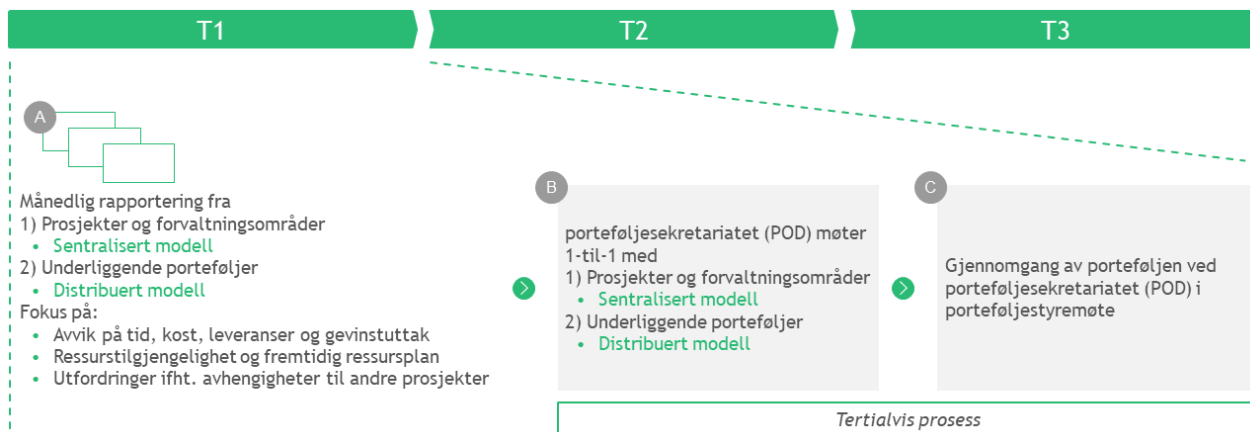 T1
T2
T3
A
Månedlig rapportering fra
1) Prosjekter og forvaltningsområder
• Sentralisert modell
2) Underliggende porteføljer
• Distribuert modell
Fokus på:
• Avvik på tid, kost, leveranser og gevinstuttak
• Ressurstilgjengelighet og fremtidig ressursplan
• Utfordringer ifht. avhengigheter til andre prosjekter
B
porteføljesekretariatet (POD) møter
1-til-1 med
1) Prosjekter og forvaltningsområder
• Sentralisert modell
2) Underliggende porteføljer
• Distribuert modell
C
Gjennomgang av porteføljen ved
porteføljesekretariatet (POD) i
porteføljestyremøte
Tertialvis prosess